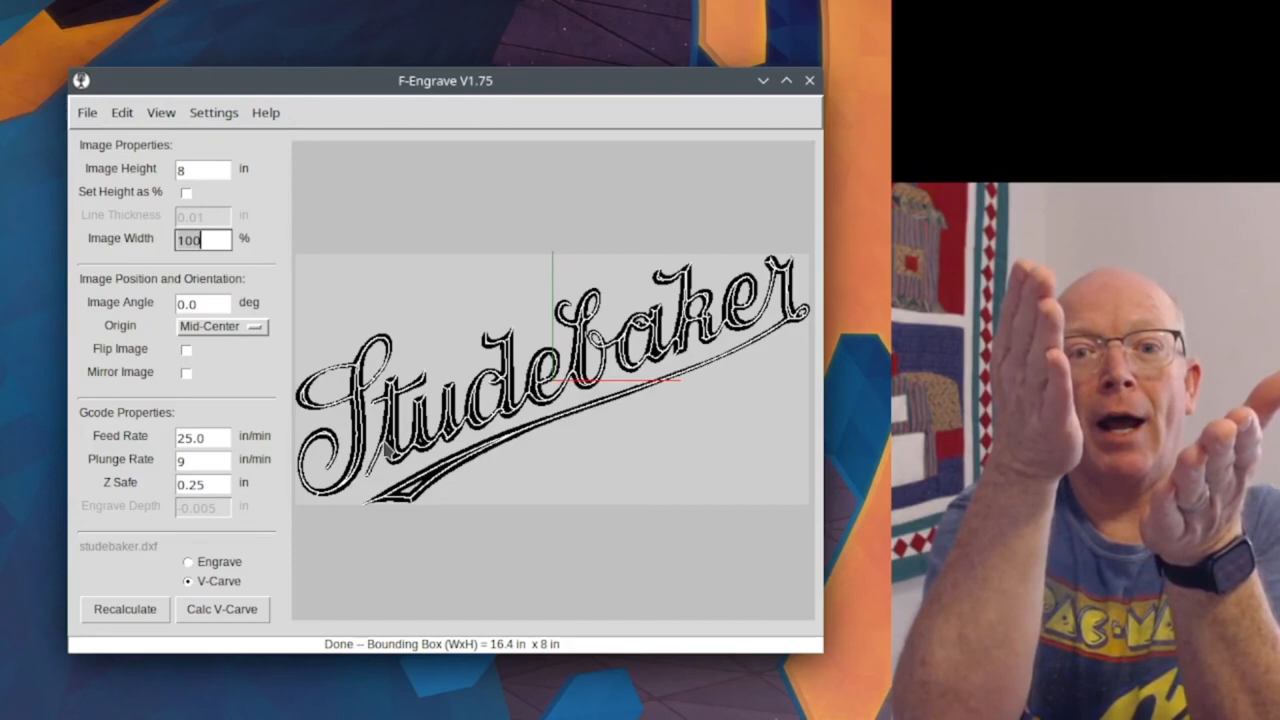 F-Engrave V1.75
File Edit View Settings Help
Image Properties:
Image Height 8 in
Set Height as %
Line Thickness 0.01 in
Image Width 100 %
Image Position and Orientation:
Image Angle 0.0 deg
Origin Mid-Center
Flip Image
Mirror Image
Gcode Properties:
Feed Rate 25.0 in/min
Plunge Rate 9 in/min
Z Safe 0.25 in
Engrave Depth -0.005 in
studebaker.dxf
Engrave
V-Carve
Recalculate Calc V-Carve
Studebaker
Done -- Bounding Box (WxH) = 16.4 in x 8 in
PAC-MA